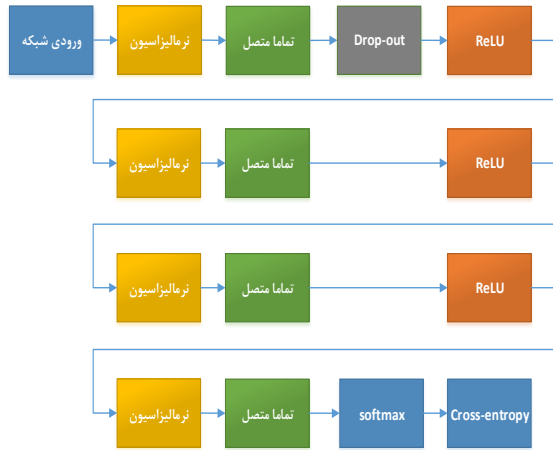 ورودی شبکه
نرمالیزاسیون
تماما متصل
Drop-out
ReLU
نرمالیزاسیون
تماما متصل
ReLU
نرمالیزاسیون
تماما متصل
ReLU
نرمالیزاسیون
تماما متصل
softmax
Cross-entropy